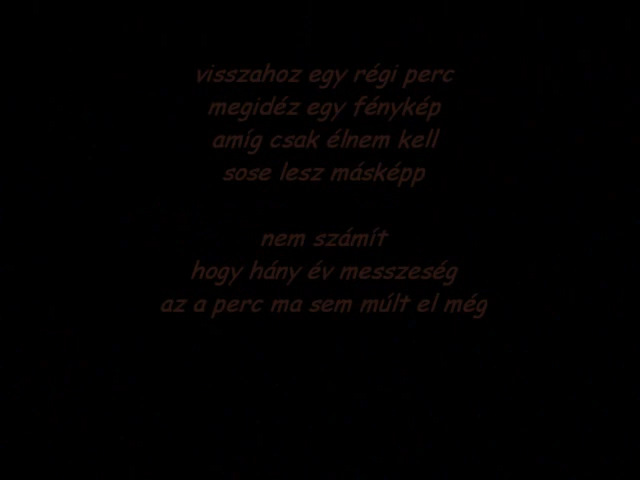 visszahoz egy régi perc
megidéz egy fénykép
amíg csak élnem kell
sose lesz másképp
nem számít
hogy hány év messzeség
az a perc ma sem múlt el még